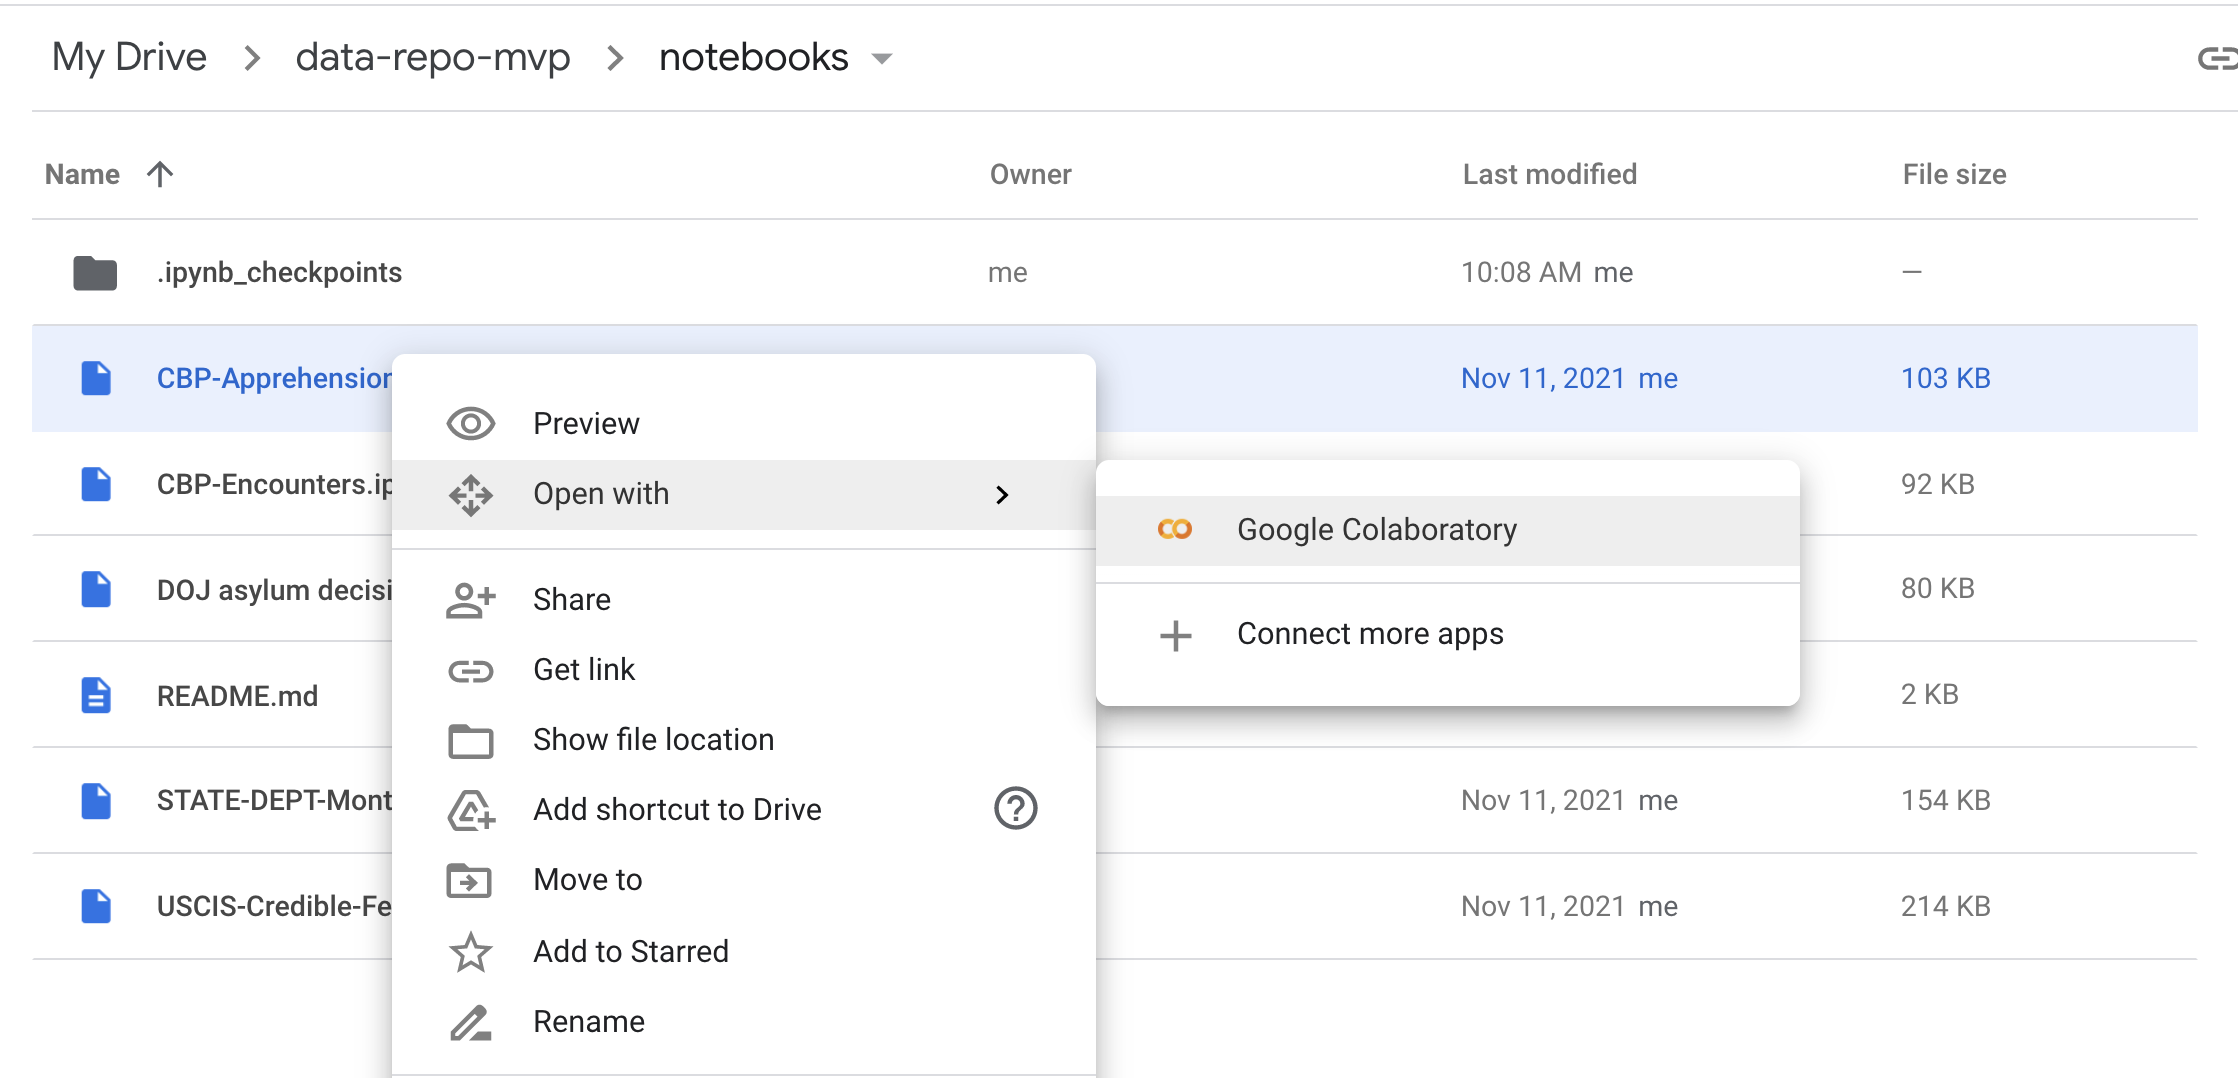 My Drive > data-repo-mvp > notebooks
Name Owner Last modified File size
.ipynb_checkpoints me 10:08 AM me —
CBP-Apprehension Nov 11, 2021 me 103 KB
Preview
CBP-Encounters.ip 92 KB
Open with
Google Colaboratory
DOJ asylum decisi 80 KB
Share
Connect more apps
Get link
README.md 2 KB
Show file location
STATE-DEPT-Mont Nov 11, 2021 me 154 KB
Add shortcut to Drive
Move to
USCIS-Credible-Fe Nov 11, 2021 me 214 KB
Add to Starred
Rename